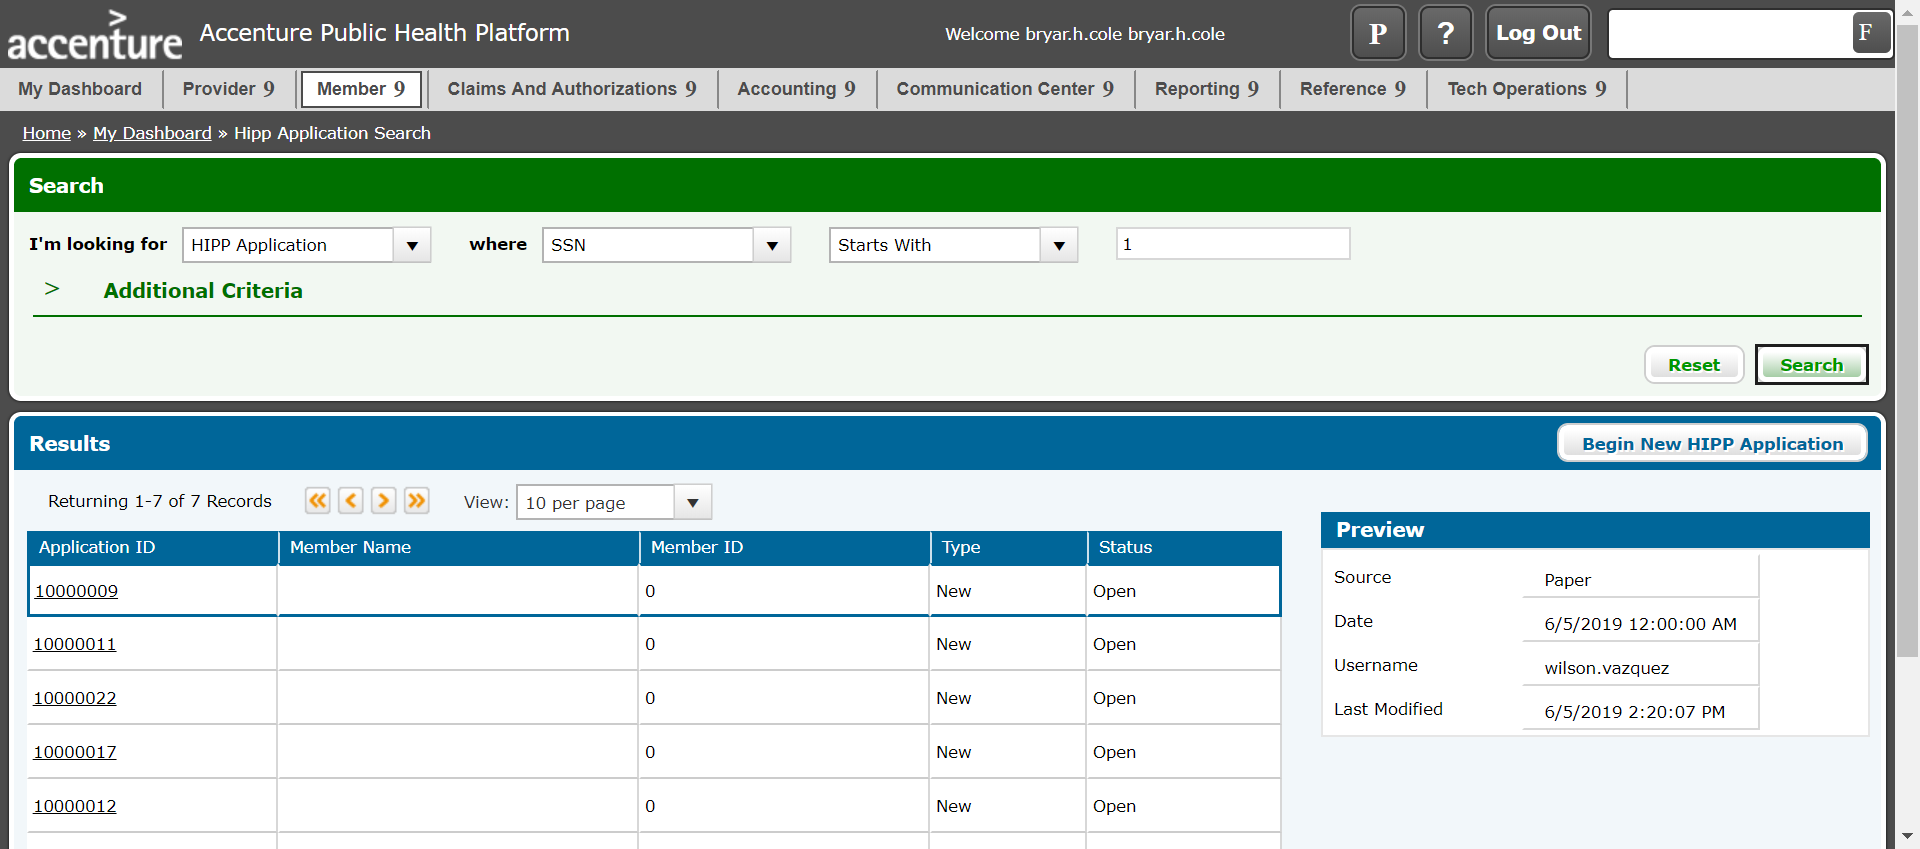 accenture Accenture Public Health Platform Welcome bryar.h.cole bryar.h.cole P ? Log Out F
My Dashboard Provider 9 Member 9 Claims And Authorizations 9 Accounting 9 Communication Center 9 Reporting 9 Reference 9 Tech Operations 9
Home » My Dashboard » Hipp Application Search
Search
I'm looking for HIPP Application where SSN Starts With 1
> Additional Criteria
Reset Search
Results Begin New HIPP Application
Returning 1-7 of 7 Records View: 10 per page
Application ID Member Name Member ID Type Status
10000009 0 New Open
10000011 0 New Open
10000022 0 New Open
10000017 0 New Open
10000012 0 New Open
Preview
Source Paper
Date 6/5/2019 12:00:00 AM
Username wilson.vazquez
Last Modified 6/5/2019 2:20:07 PM